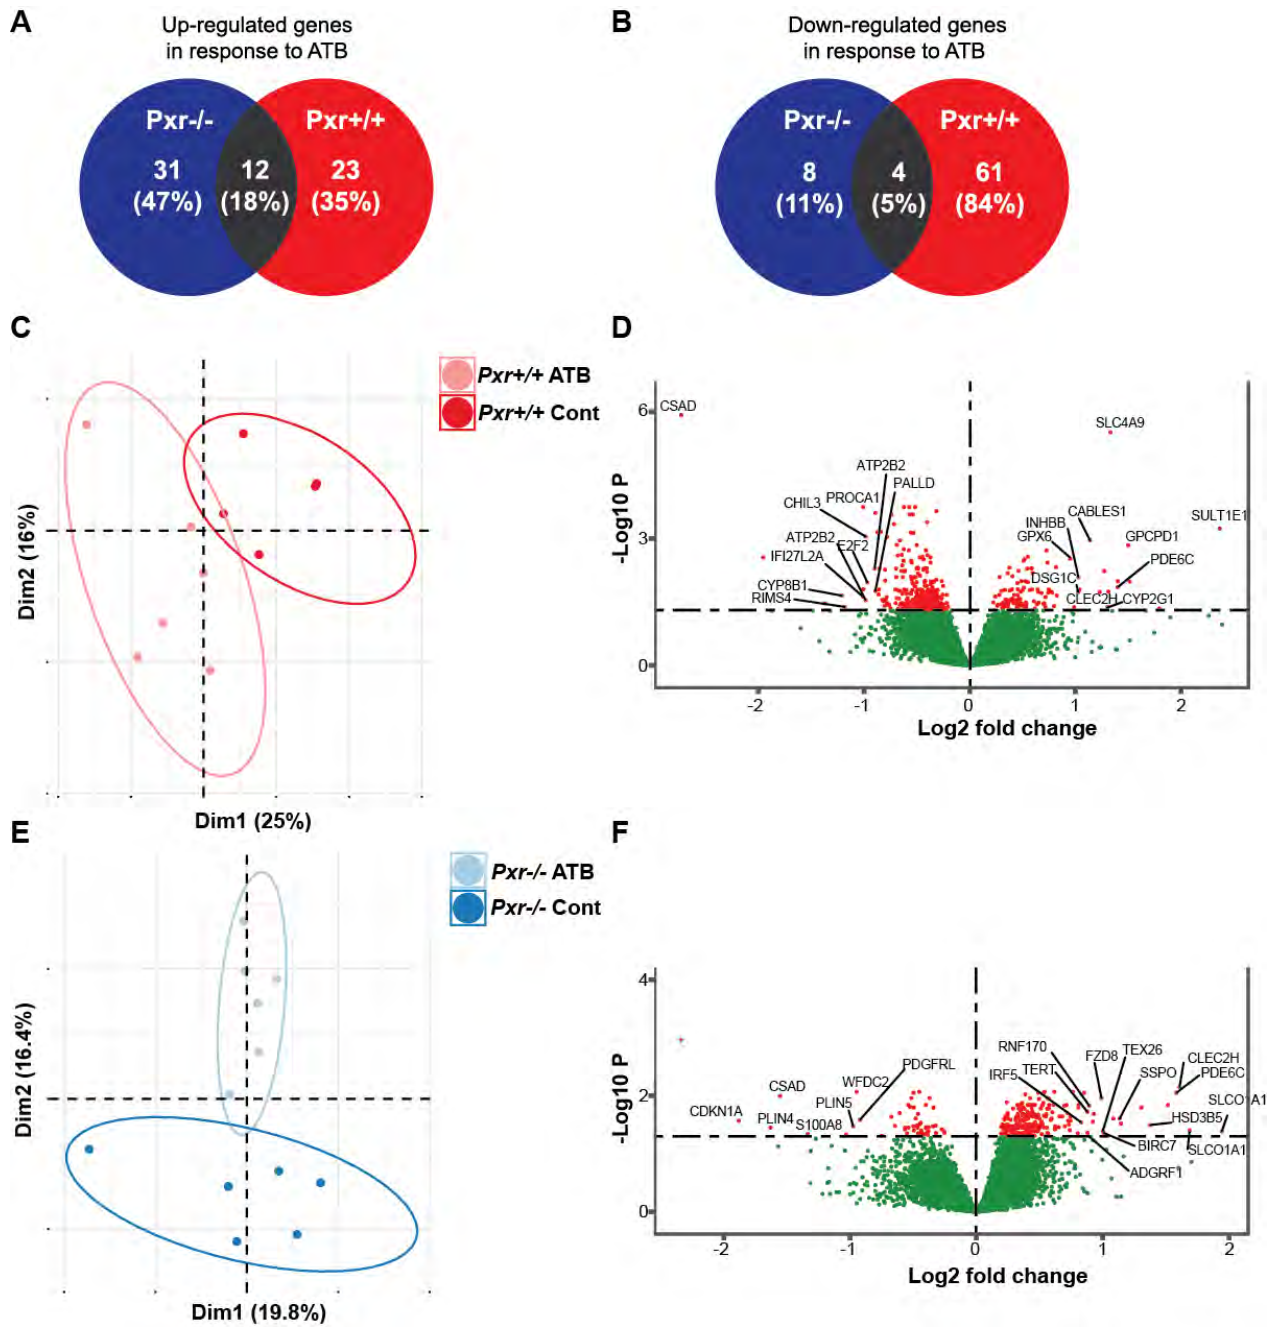 A
Up-regulated genes
in response to ATB
Pxr-/-
Pxr+/+
31
(47%)
12
(18%)
23
(35%)
B
Down-regulated genes
in response to ATB
Pxr-/-
Pxr+/+
8
(11%)
4
(5%)
61
(84%)
C
Pxr+/+ ATB
Pxr+/+ Cont
Dim2 (16%)
Dim1 (25%)
D
6
3
0
-Log10 P
CSAD
SLC4A9
ATP2B2
PALLD
CHIL3
PROCA1
CABLES1
SULT1E1
INHBB
GPX6
GPCPD1
ATP2B2
E2F2
IFI27L2A
PDE6C
DSG1C
CYP8B1
RIMS4
CLEC2H
CYP2G1
-2
-1
0
1
2
Log2 fold change
E
Pxr-/- ATB
Pxr-/- Cont
Dim2 (16.4%)
Dim1 (19.8%)
F
4
2
0
-Log10 P
RNF170
FZD8
TEX26
CLEC2H
PDGFRL
IRF5
TERT
SSPO
PDE6C
CSAD
WFDC2
PLIN5
SLCO1A1
CDKN1A
PLIN4
S100A8
HSD3B5
BIRC7
SLCO1A1
ADGRF1
-2
-1
0
1
2
Log2 fold change